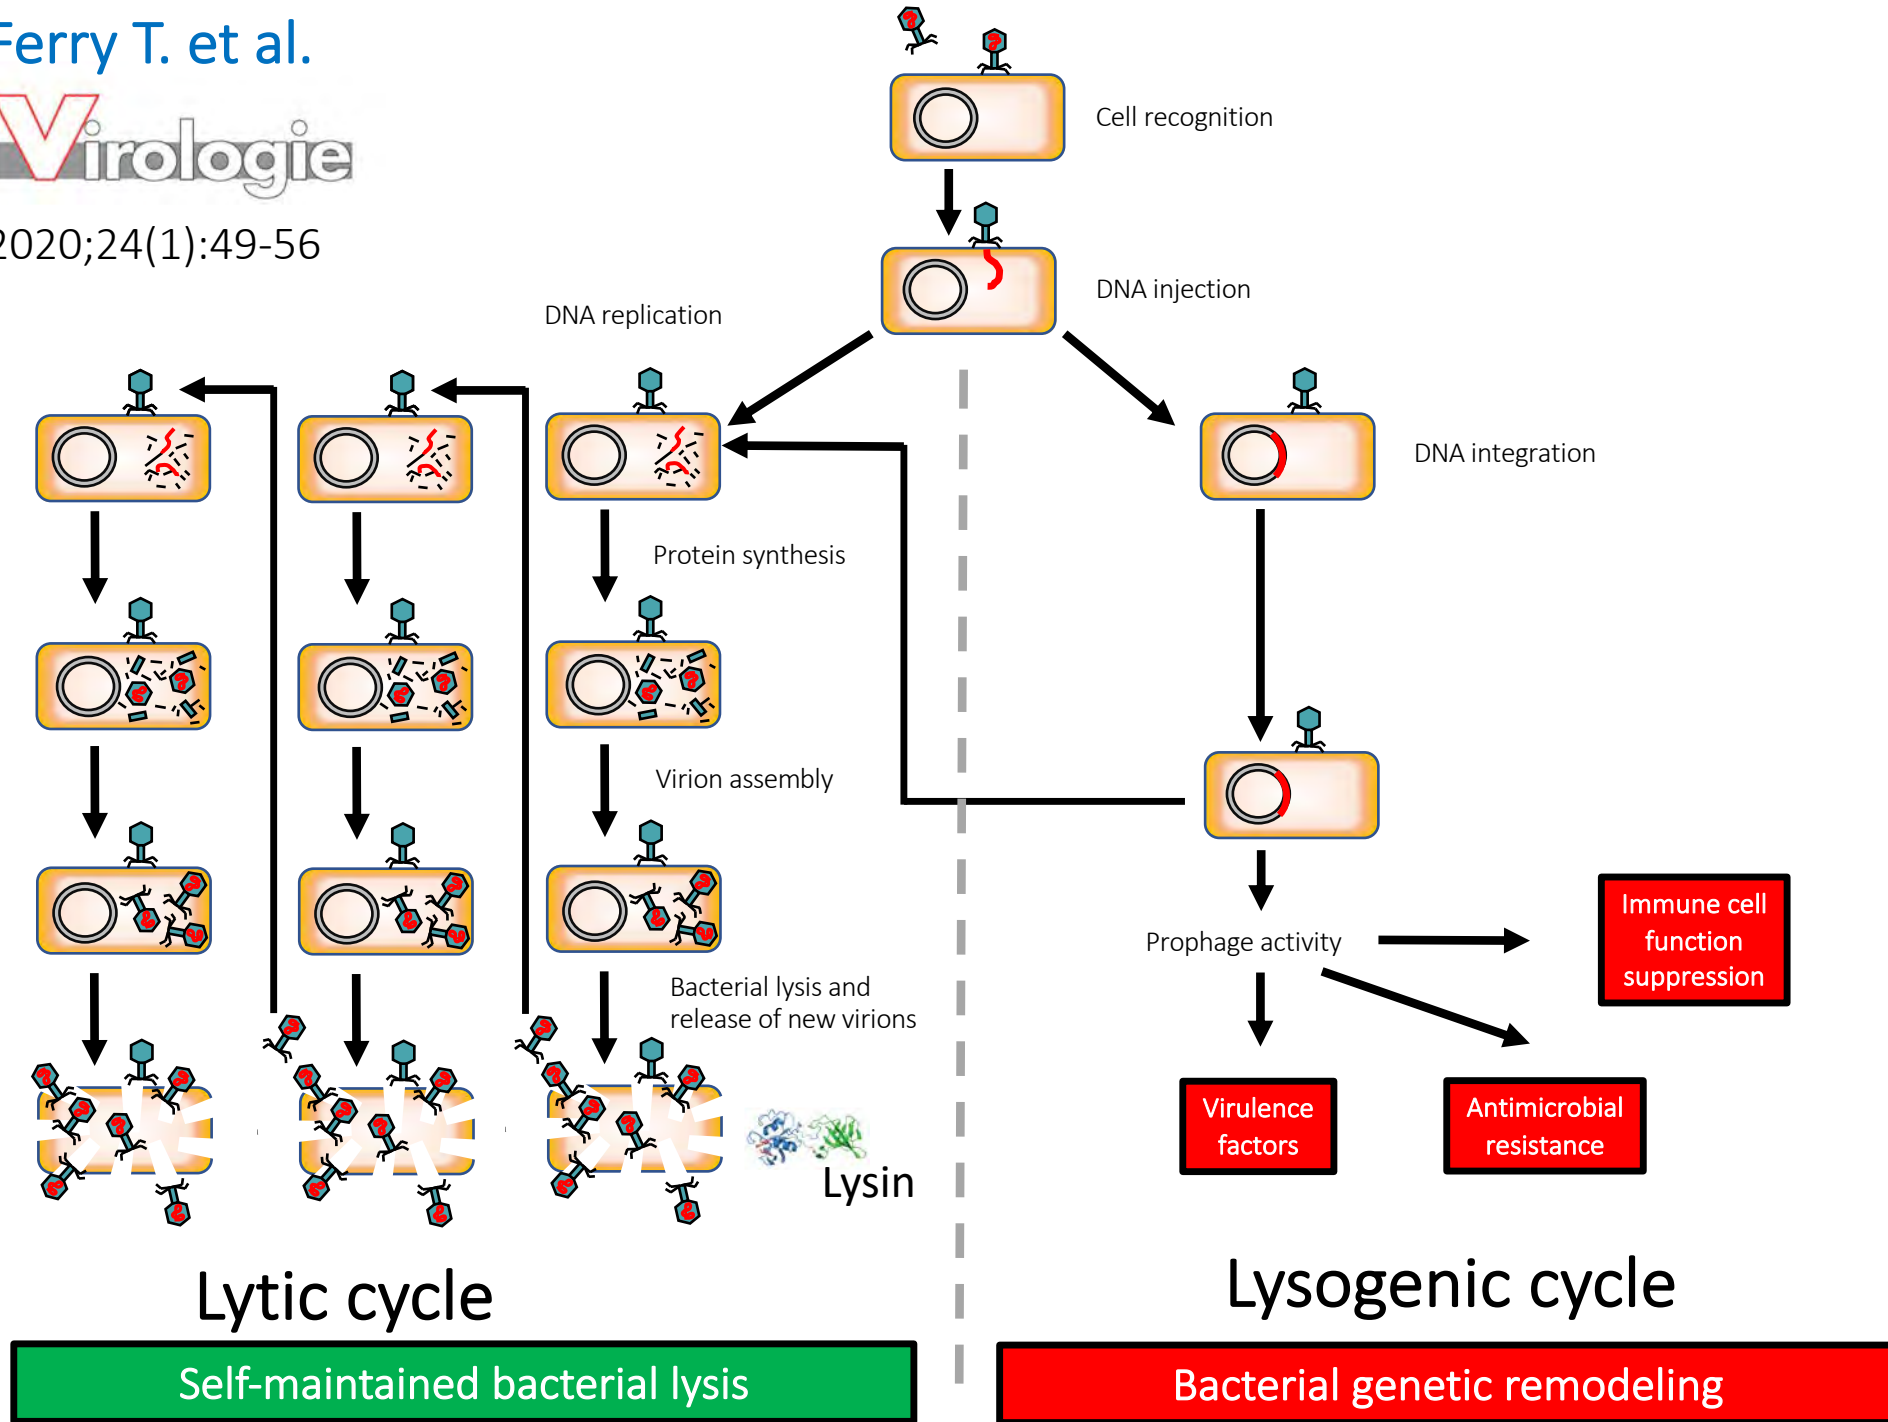 Ferry T. et al.
Virologie
2020;24(1):49-56
Cell recognition
DNA injection
DNA replication
DNA integration
Protein synthesis
Virion assembly
Bacterial lysis and
release of new virions
Lysin
Prophage activity
Immune cell
function
suppression
Virulence
factors
Antimicrobial
resistance
Lytic cycle
Lysogenic cycle
Self-maintained bacterial lysis
Bacterial genetic remodeling